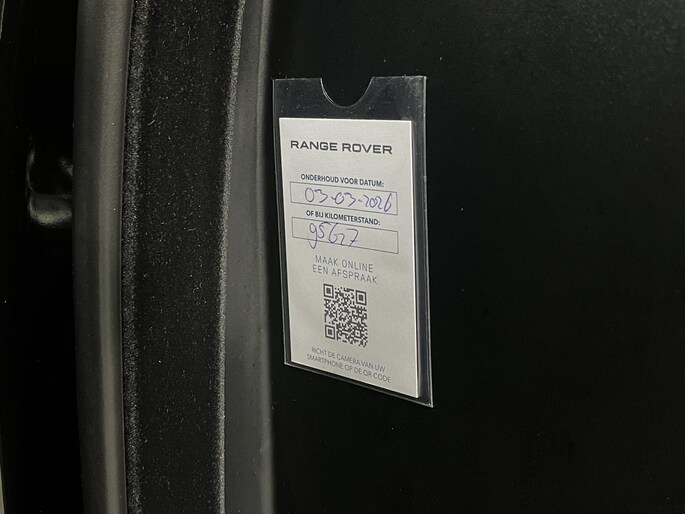 RANGE ROVER
ONDERHOUD VOOR DATUM:
03-03-2026
OF BIJ KILOMETERSTAND:
95627
MAAK ONLINE
EEN AFSPRAAK
RICHT DE CAMERA VAN UW
SMARTPHONE OP DE QR-CODE